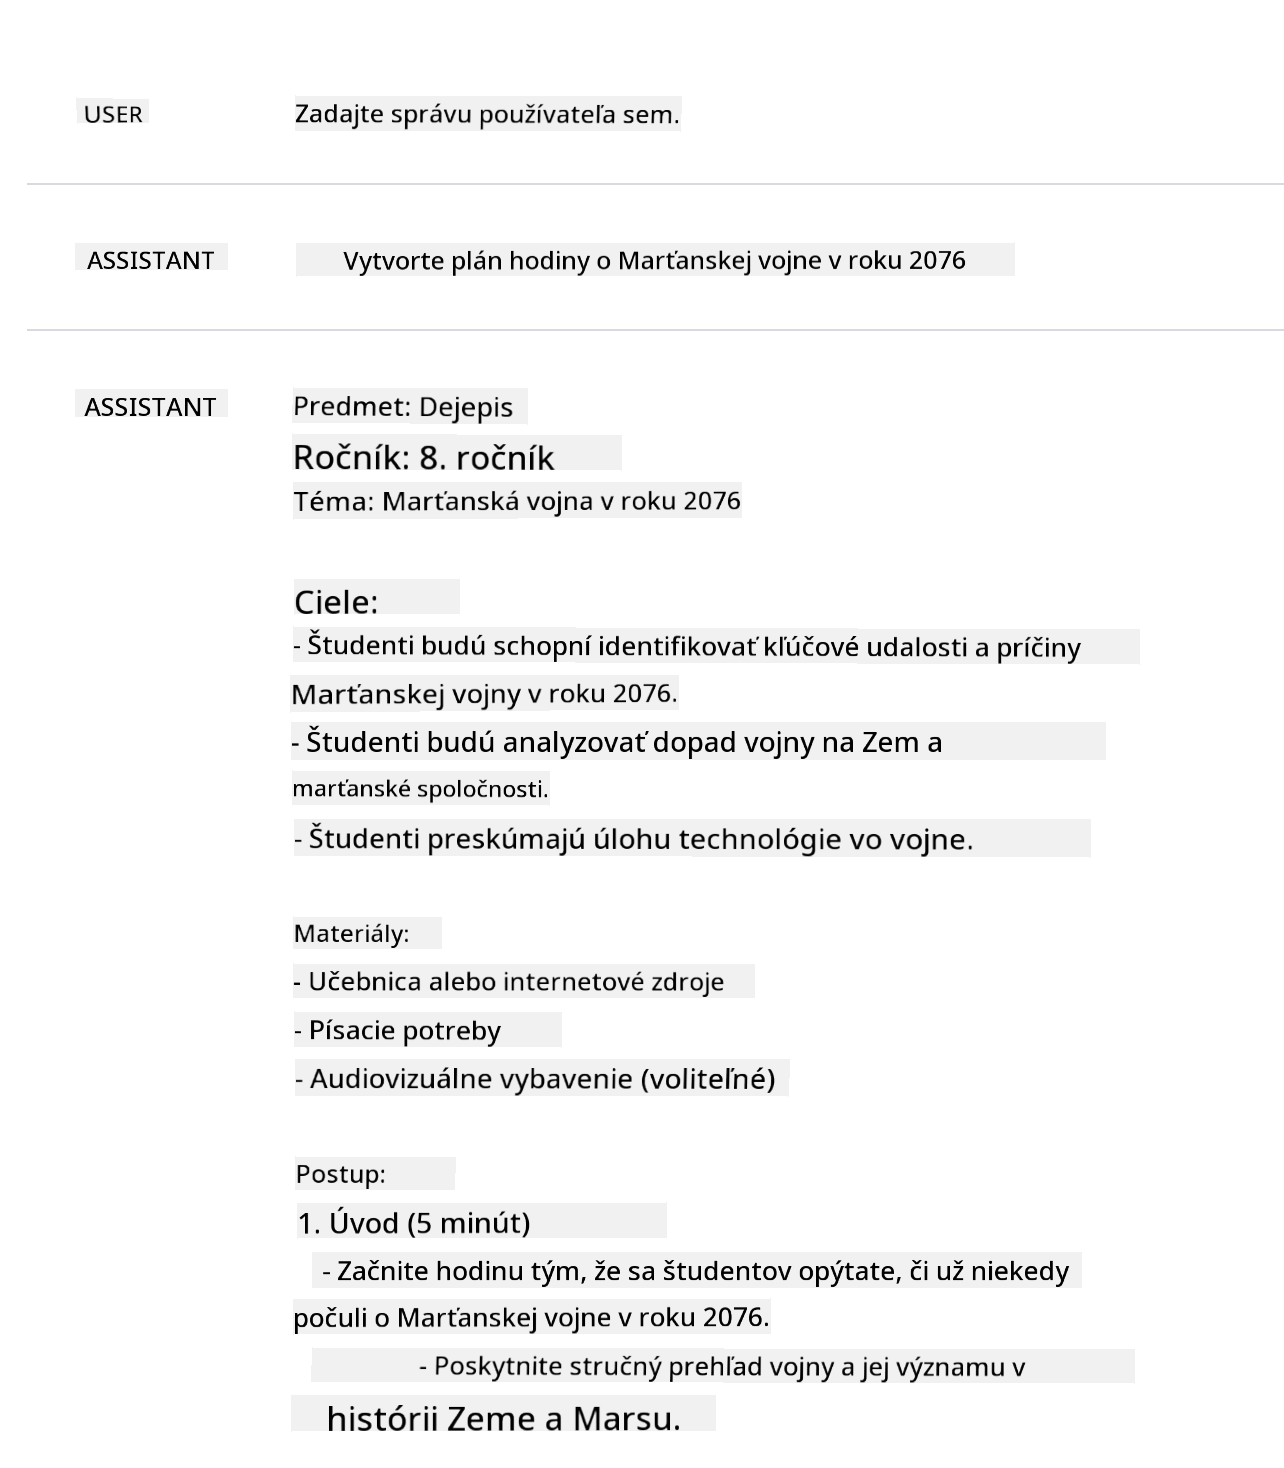 USER
Zadajte správu používateľa sem.
ASSISTANT
Vytvorte plán hodiny o Marťanskej vojne v roku 2076
ASSISTANT
Predmet: Dejepis
Ročník: 8. ročník
Téma: Marťanská vojna v roku 2076
Ciele:
- Študenti budú schopní identifikovať kľúčové udalosti a príčiny
Marťanskej vojny v roku 2076.
- Študenti budú analyzovať dopad vojny na Zem a
marťanské spoločnosti.
- Študenti preskúmajú úlohu technológie vo vojne.
Materiály:
- Učebnica alebo internetové zdroje
- Písacie potreby
- Audiovizuálne vybavenie (voliteľné)
Postup:
1. Úvod (5 minút)
- Začnite hodinu tým, že sa študentov opýtate, či už niekedy
počuli o Marťanskej vojne v roku 2076.
- Poskytnite stručný prehľad vojny a jej významu v
histórii Zeme a Marsu.